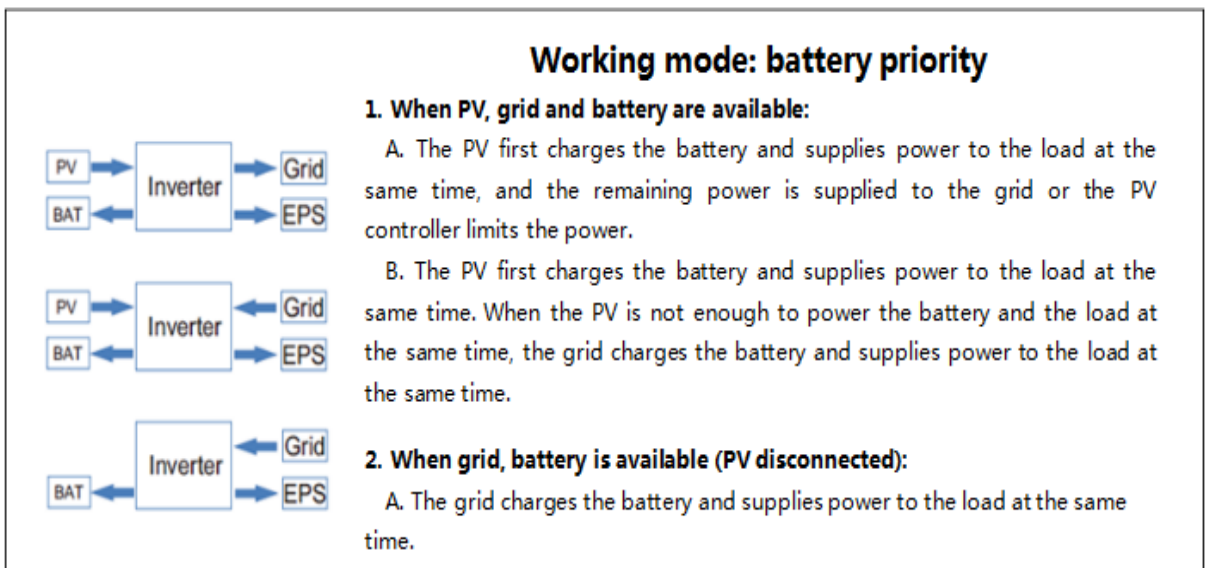 Working mode: battery priority
1. When PV, grid and battery are available:
A. The PV first charges the battery and supplies power to the load at the
same time, and the remaining power is supplied to the grid or the PV
controller limits the power.
B. The PV first charges the battery and supplies power to the load at the
same time. When the PV is not enough to power the battery and the load at
the same time, the grid charges the battery and supplies power to the load at
the same time.
2. When grid, battery is available (PV disconnected):
A. The grid charges the battery and supplies power to the load at the same
time.
PV
Inverter
Grid
BAT
EPS
PV
Inverter
Grid
BAT
EPS
Inverter
Grid
BAT
EPS